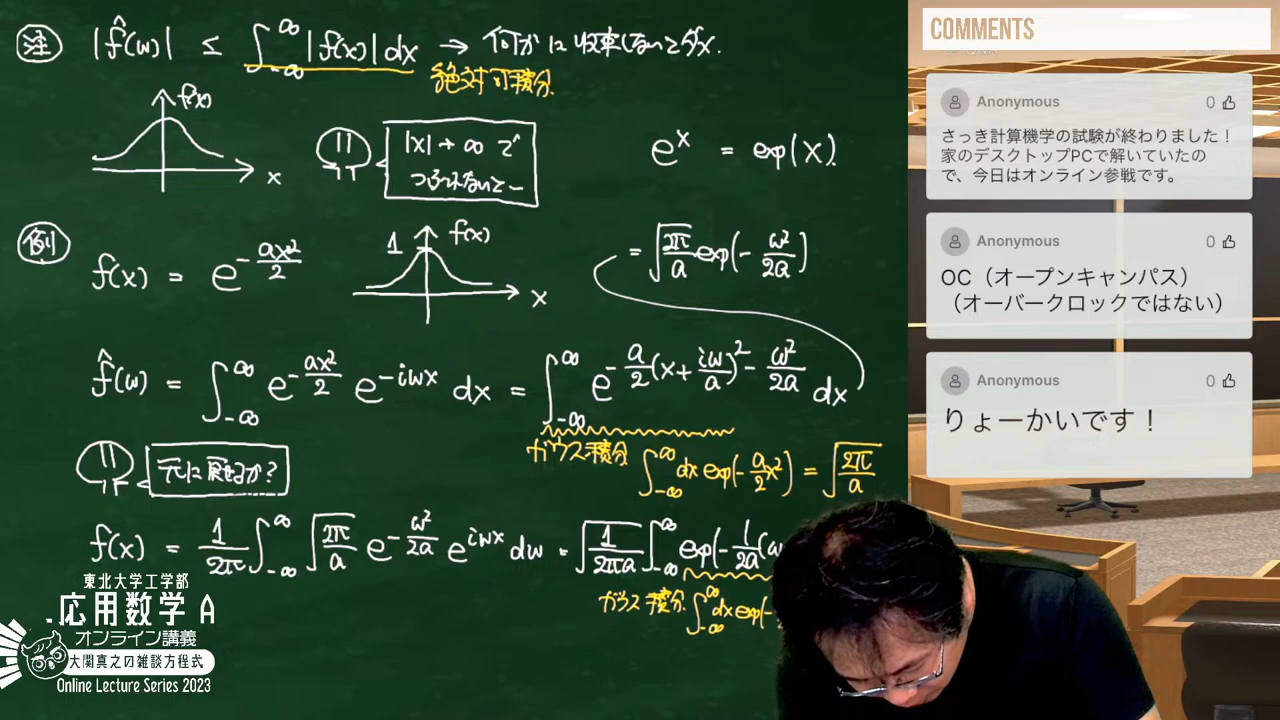 注 |f̂(ω)| ≤ ∫_{-∞}^{∞} |f(x)| dx → 何かに収束しないとダメ.
絶対可積分
f(x)
x
|x|→∞ で
つぶれないとー
e^x = exp(x).
例 f(x) = e^{-ax²/2}
1 f(x)
x
= √(2π/a) exp(-ω²/2a)
f̂(ω) = ∫_{-∞}^{∞} e^{-ax²/2} e^{-iωx} dx = ∫_{-∞}^{∞} e^{-a/2(x+iω/a)² - ω²/2a} dx
ガウス積分 ∫_{-∞}^{∞} dx exp(-a/2 x²) = √(2π/a)
元に戻るか?
f(x) = 1/2π ∫_{-∞}^{∞} √(2π/a) e^{-ω²/2a} e^{iωx} dω = √(1/2πa) ∫_{-∞}^{∞} exp(-1/2a (ω
ガウス積分 ∫_{-∞}^{∞} dx exp(-
東北大学工学部
応用数学 A
オンライン講義
大関真之の雑談方程式
Online Lecture Series 2023
COMMENTS
Anonymous 0
さっき計算機学の試験が終わりました！
家のデスクトップPCで解いていたの
で、今日はオンライン参戦です。
Anonymous 0
OC（オープンキャンパス）
（オーバークロックではない）
Anonymous 0
りょーかいです！